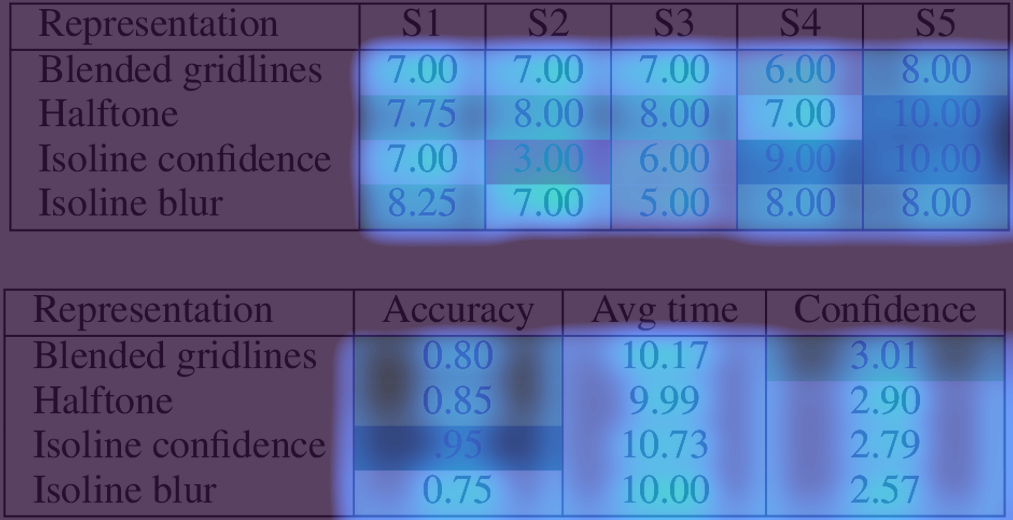 Representation S1 S2 S3 S4 S5
Blended gridlines 7.00 7.00 7.00 6.00 8.00
Halftone 7.75 8.00 8.00 7.00 10.00
Isoline confidence 7.00 3.00 6.00 9.00 10.00
Isoline blur 8.25 7.00 5.00 8.00 8.00
Representation Accuracy Avg time Confidence
Blended gridlines 0.80 10.17 3.01
Halftone 0.85 9.99 2.90
Isoline confidence .95 10.73 2.79
Isoline blur 0.75 10.00 2.57